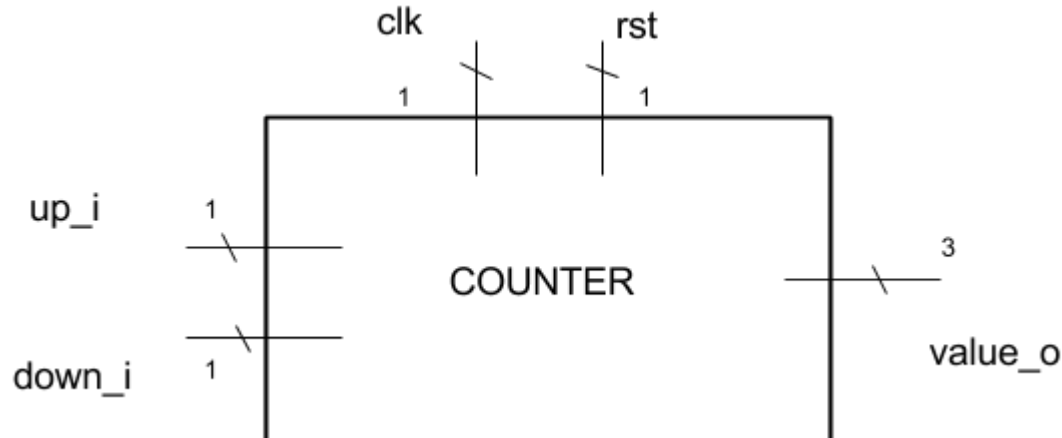 clk rst
1 1
up_i 1
COUNTER
3
value_o
down_i 1